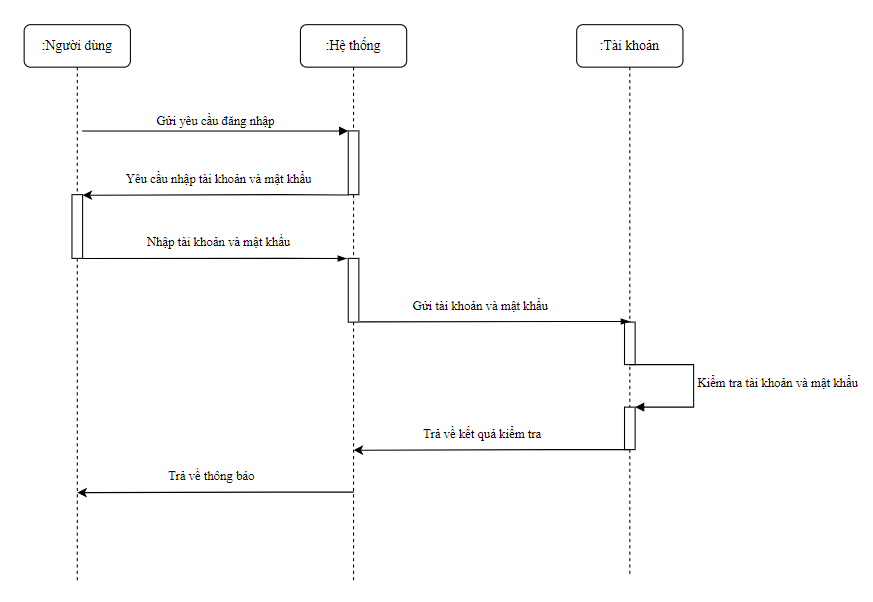 :Người dùng
:Hệ thống
:Tài khoản
Gửi yêu cầu đăng nhập
Yêu cầu nhập tài khoản và mật khẩu
Nhập tài khoản và mật khẩu
Gửi tài khoản và mật khẩu
Kiểm tra tài khoản và mật khẩu
Trả về kết quả kiểm tra
Trả về thông báo